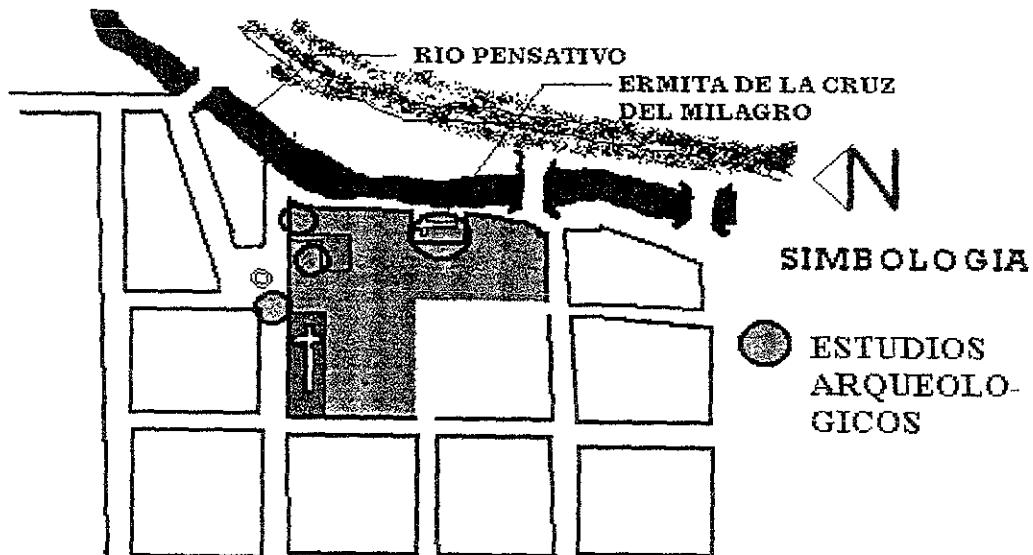 RIO PENSATIVO
ERMITA DE LA CRUZ
DEL MILAGRO
N
SIMBOLOGIA
ESTUDIOS
ARQUEOLO-
GICOS